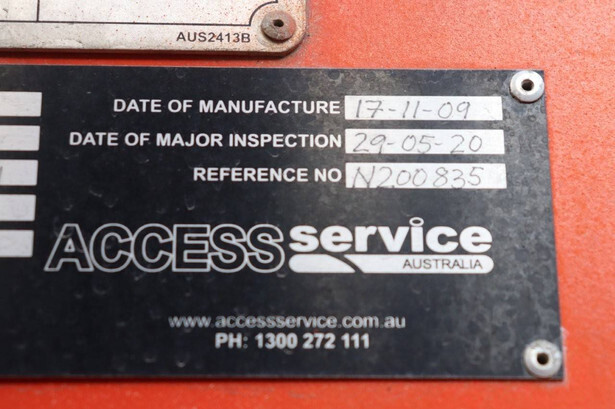 AUS2413B
DATE OF MANUFACTURE 17-11-09
DATE OF MAJOR INSPECTION 29-05-20
REFERENCE NO N200835
ACCESS service
AUSTRALIA
www.accessservice.com.au
PH: 1300 272 111